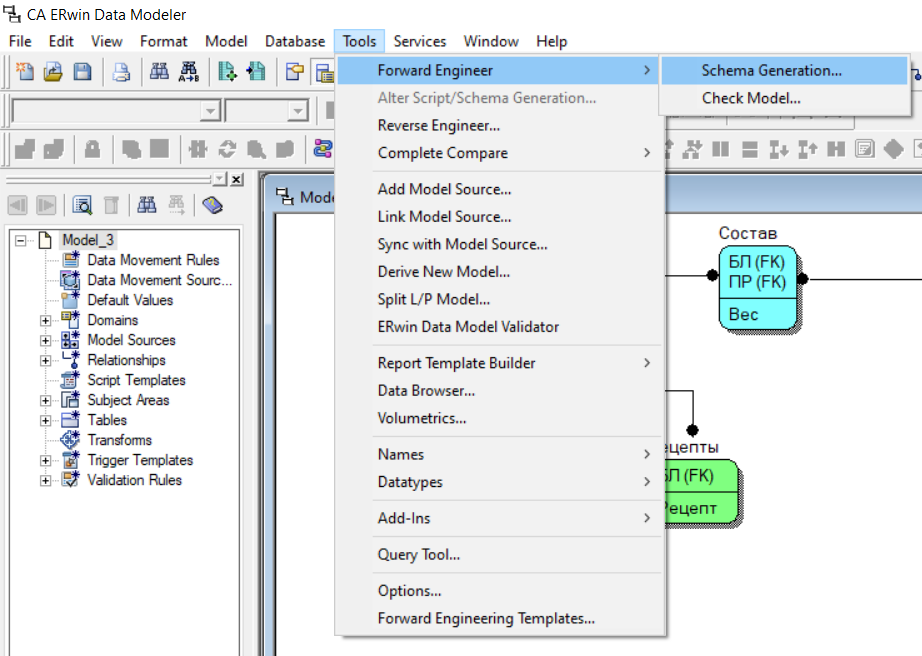 CA ERwin Data Modeler
File Edit View Format Model Database Tools Services Window Help
Forward Engineer
Schema Generation...
Alter Script/Schema Generation...
Check Model...
Reverse Engineer...
Complete Compare
Add Model Source...
Link Model Source...
Sync with Model Source...
Derive New Model...
Split L/P Model...
ERwin Data Model Validator
Report Template Builder
Data Browser...
Volumetrics...
Names
Datatypes
Add-Ins
Query Tool...
Options...
Forward Engineering Templates...
Model_3
Data Movement Rules
Data Movement Sourc...
Default Values
Domains
Model Sources
Relationships
Script Templates
Subject Areas
Tables
Transforms
Trigger Templates
Validation Rules
Mode
Состав
БЛ (FK)
ПР (FK)
Вес
ецепты
БЛ (FK)
Рецепт